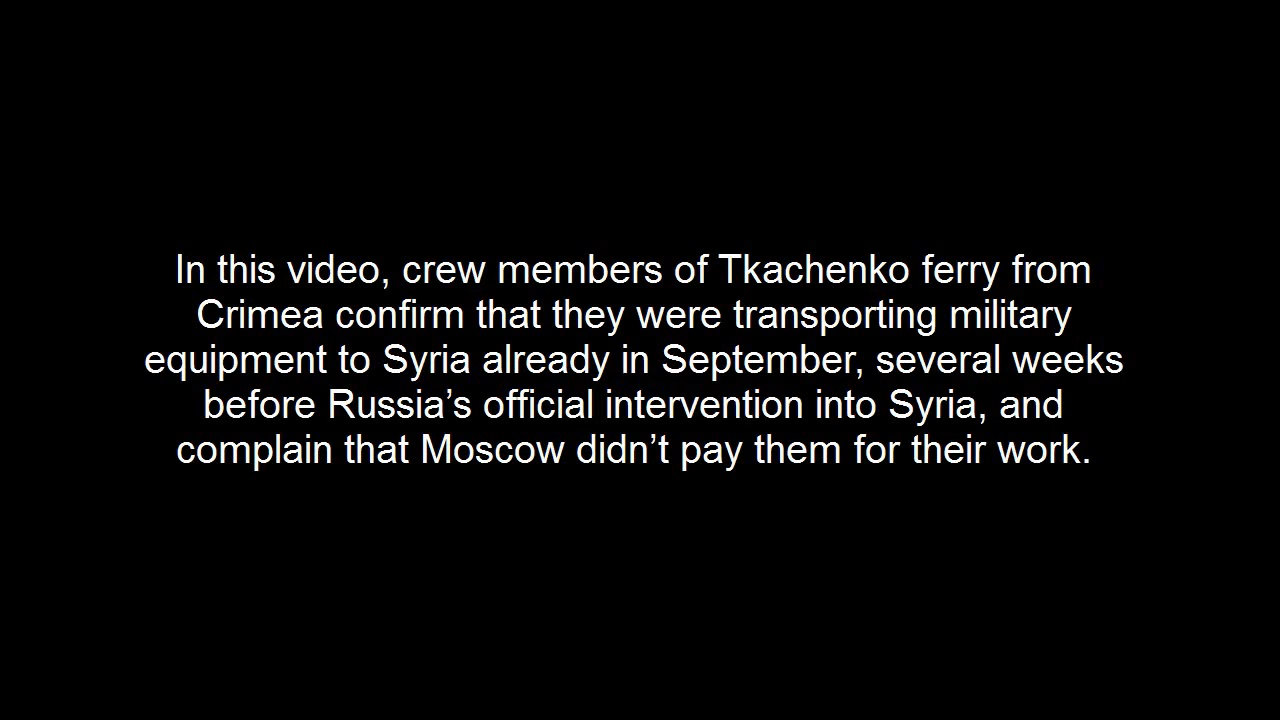 In this video, crew members of Tkachenko ferry from
Crimea confirm that they were transporting military
equipment to Syria already in September, several weeks
before Russia’s official intervention into Syria, and
complain that Moscow didn’t pay them for their work.